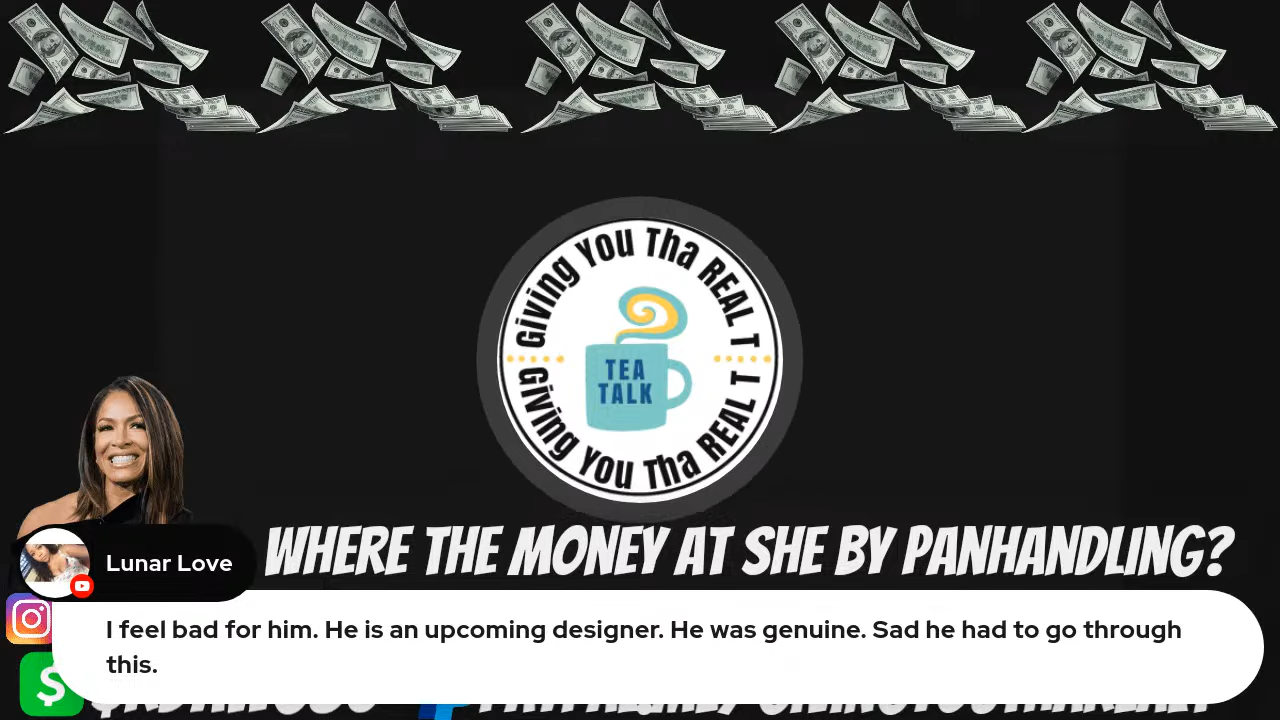 Giving You Tha REAL T
TEA
TALK
Giving You Tha REAL T
WHERE THE MONEY AT SHE BY PANHANDLING?
Lunar Love
I feel bad for him. He is an upcoming designer. He was genuine. Sad he had to go through
this.